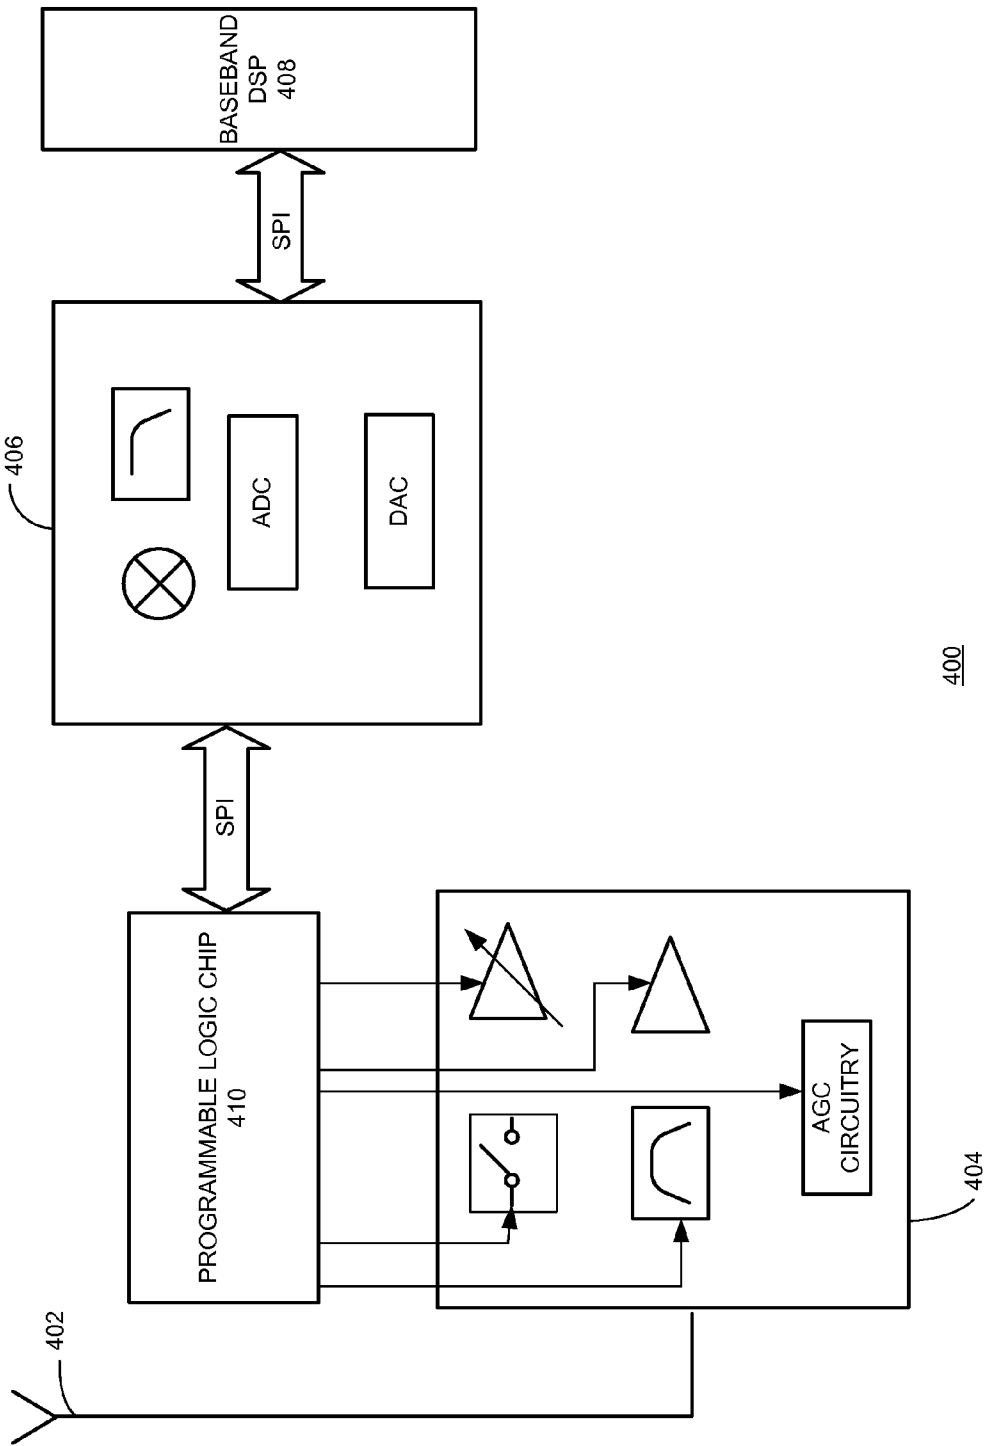 402
PROGRAMMABLE LOGIC CHIP
410
SPI
406
ADC
DAC
SPI
BASEBAND
DSP
408
AGC
CIRCUITRY
404
400